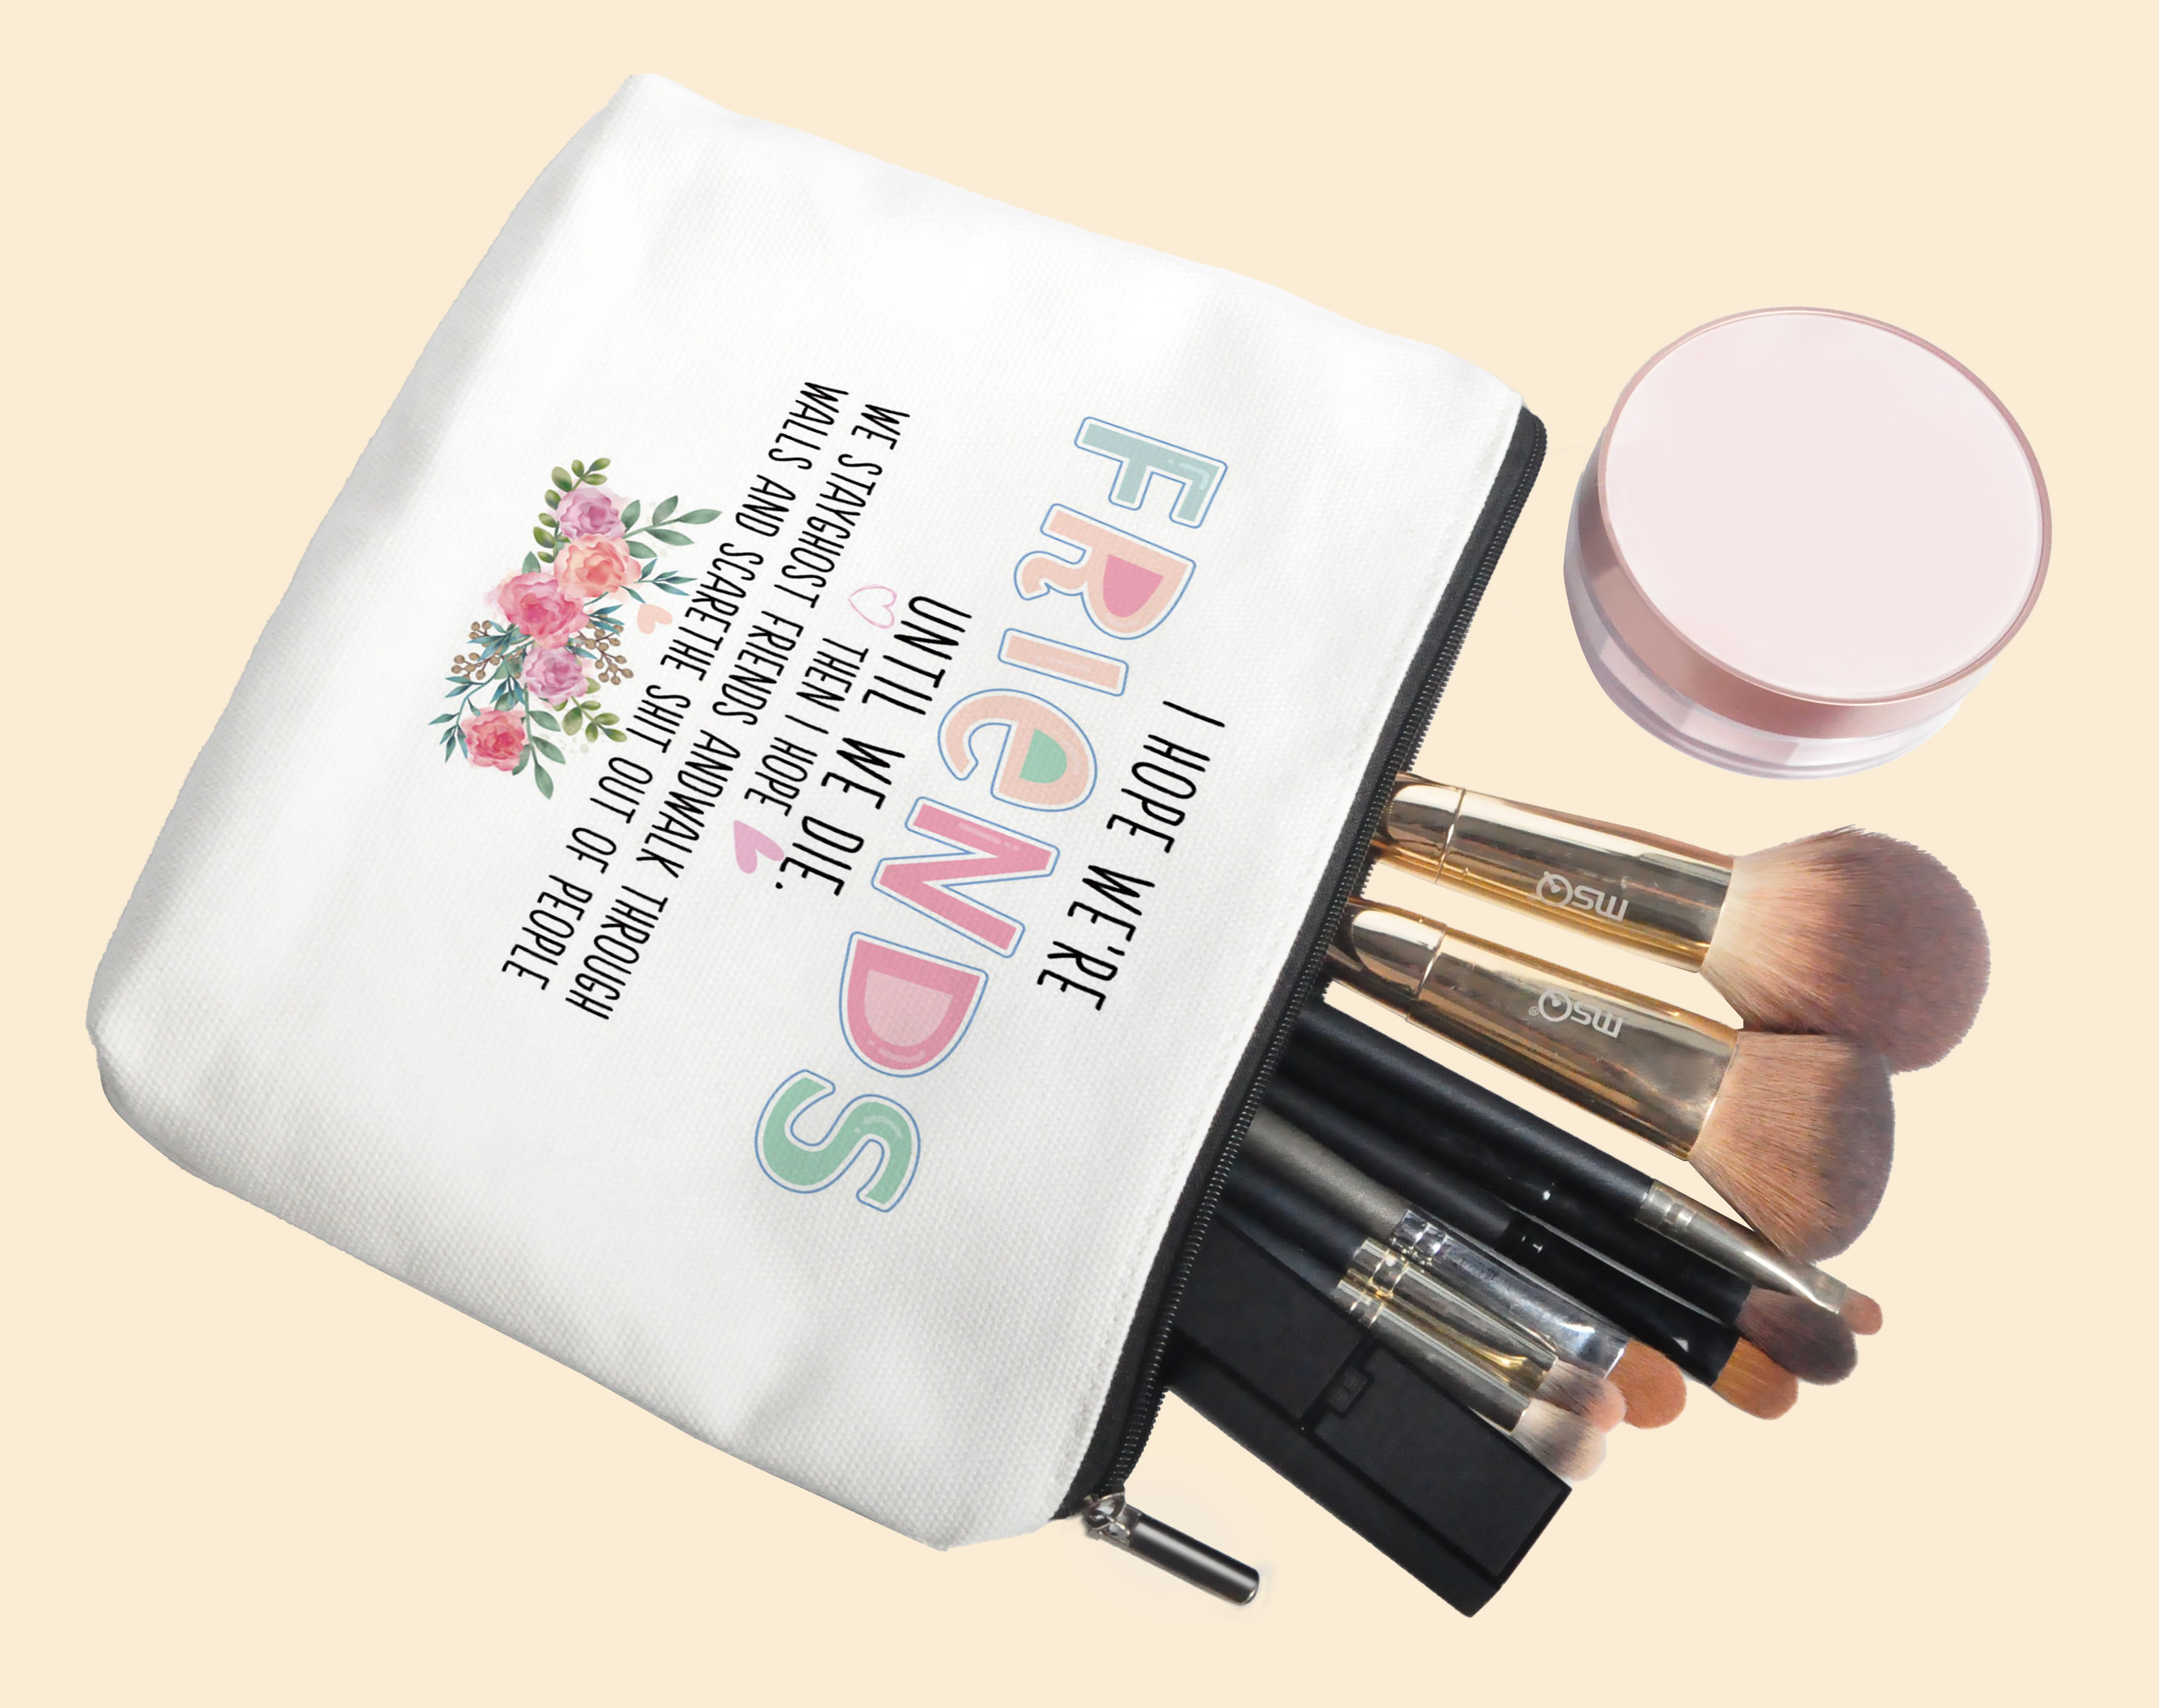 I HOPE WE'RE
FRIeNDS
UNTIL WE DIE.
THEN I HOPE
WE STAYGHOST FRIENDS ANDWALK THROUGH
WALLS AND SCARETHE SHIT OUT OF PEOPLE
msQ
msQ®